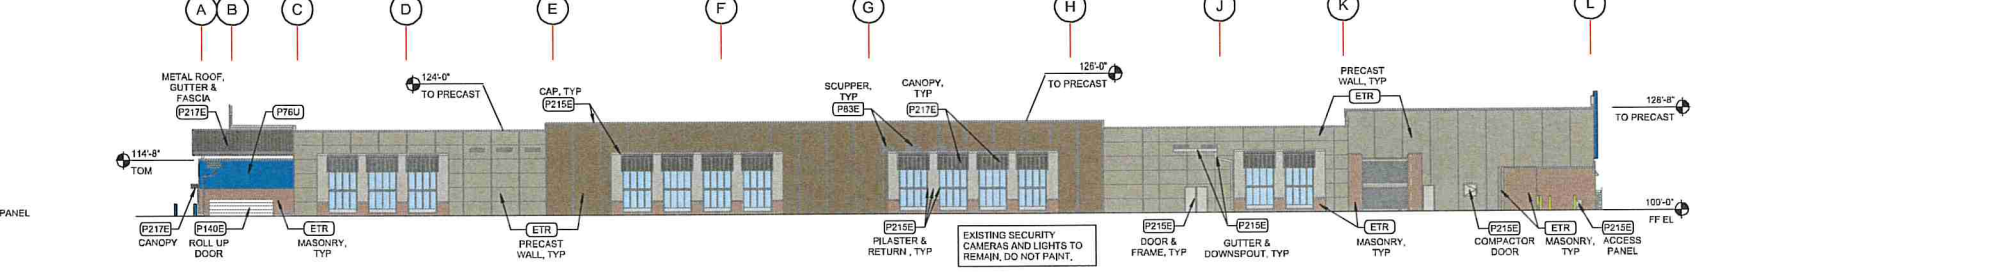 A B C D E F G H J K L
METAL ROOF,
GUTTER &
FASCIA
P217E
P76U
124'-0"
TO PRECAST
CAP, TYP
P215E
SCUPPER,
TYP
P83E
CANOPY,
TYP
P217E
126'-0"
TO PRECAST
PRECAST
WALL, TYP
ETR
128'-8"
TO PRECAST
114'-8"
TOM
100'-0"
FF EL
PANEL
P217E
CANOPY
P140E
ROLL UP
DOOR
ETR
MASONRY,
TYP
ETR
PRECAST
WALL, TYP
P215E
PILASTER &
RETURN , TYP
EXISTING SECURITY
CAMERAS AND LIGHTS TO
REMAIN, DO NOT PAINT.
P215E
DOOR &
FRAME, TYP
P215E
GUTTER &
DOWNSPOUT, TYP
ETR
MASONRY,
TYP
P215E
COMPACTOR
DOOR
ETR
MASONRY,
TYP
P215E
ACCESS
PANEL